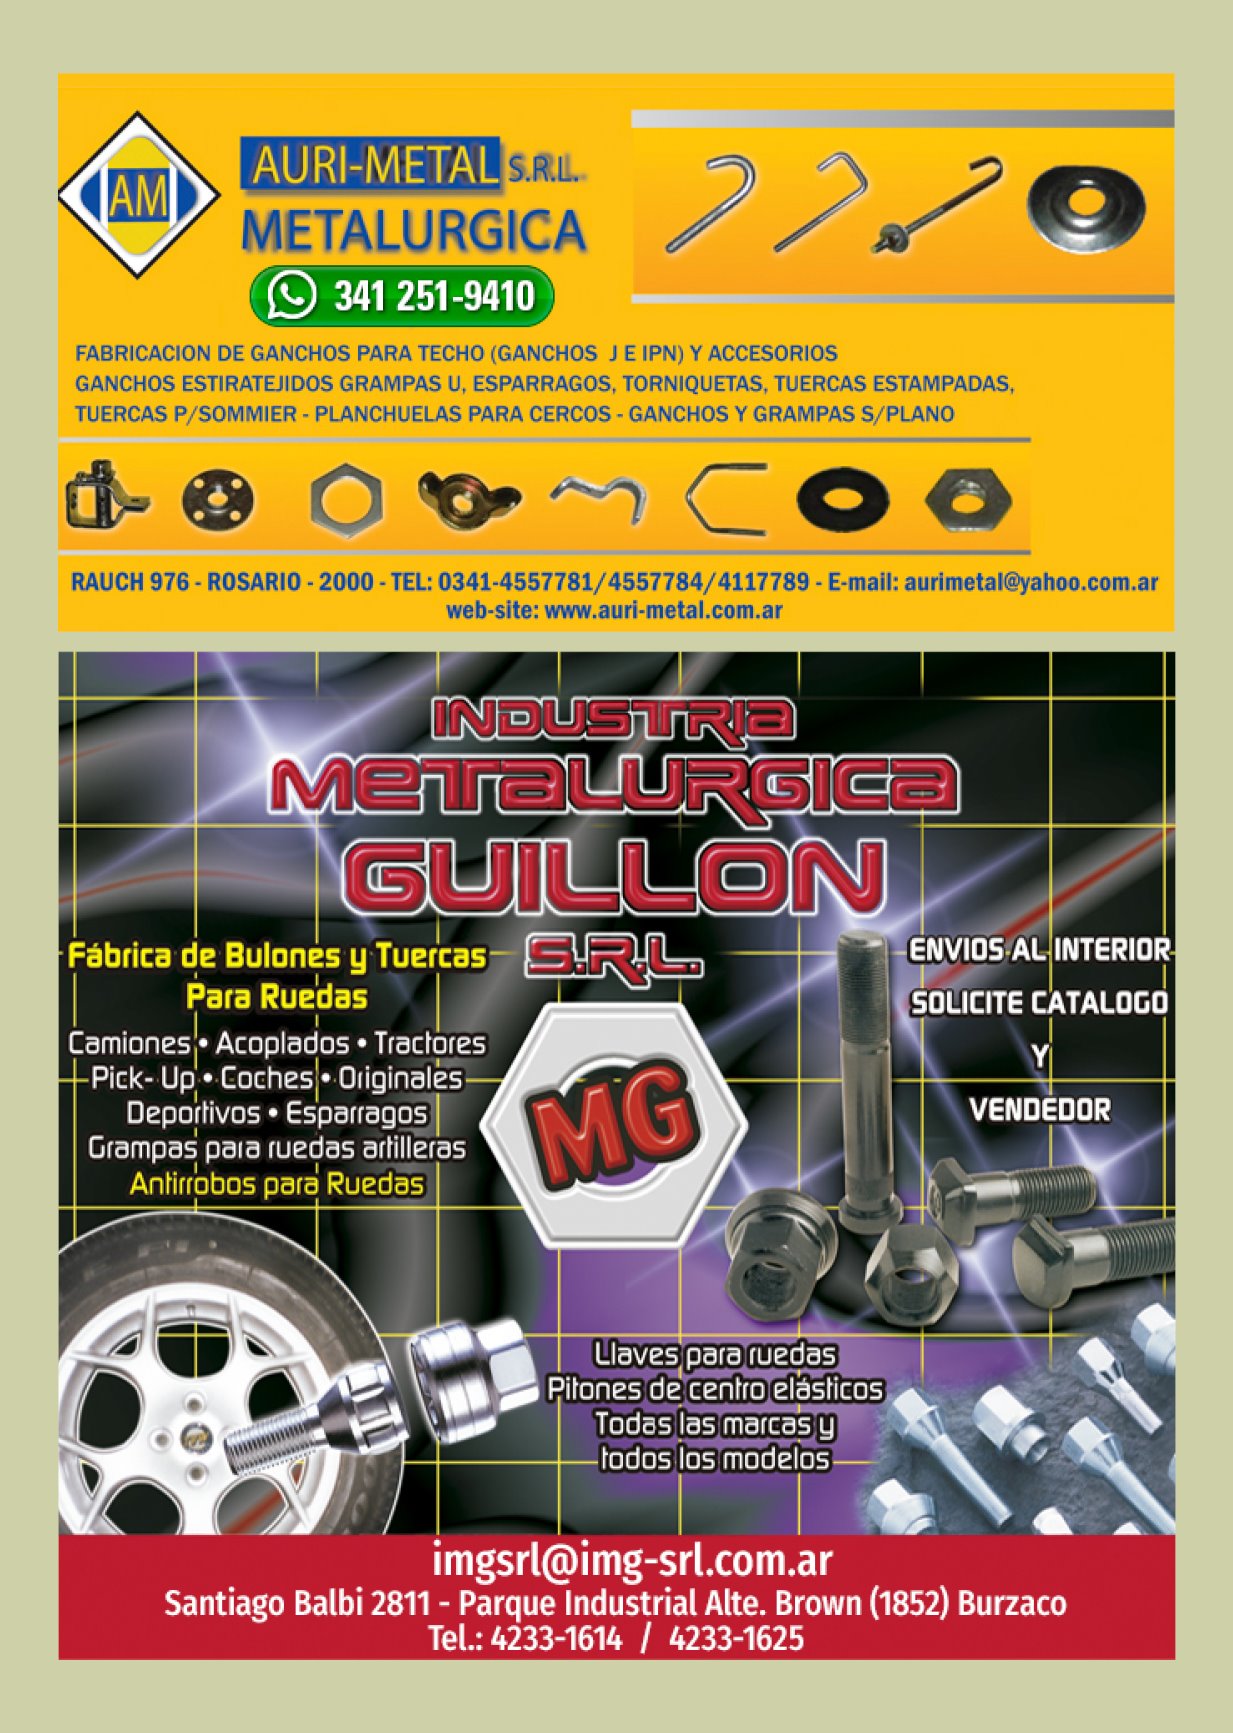 AM
AURI-METAL S.R.L.
METALURGICA
341 251-9410
FABRICACION DE GANCHOS PARA TECHO (GANCHOS J E IPN) Y ACCESORIOS
GANCHOS ESTIRATEJIDOS GRAMPAS U, ESPARRAGOS, TORNIQUETAS, TUERCAS ESTAMPADAS,
TUERCAS P/SOMMIER - PLANCHUELAS PARA CERCOS - GANCHOS Y GRAMPAS S/PLANO
RAUCH 976 - ROSARIO - 2000 - TEL: 0341-4557781/4557784/4117789 - E-mail: aurimetal@yahoo.com.ar
web-site: www.auri-metal.com.ar
INDUSTRIA
METALURGICA
GUILLON
S.R.L.
Fábrica de Bulones y Tuercas
Para Ruedas
Camiones • Acoplados • Tractores
Pick- Up • Coches • Originales
Deportivos • Esparragos
Grampas para ruedas artilleras
Antirrobos para Ruedas
MG
ENVIOS AL INTERIOR
SOLICITE CATALOGO
Y
VENDEDOR
Llaves para ruedas
Pitones de centro elásticos
Todas las marcas y
todos los modelos
imgsrl@img-srl.com.ar
Santiago Balbi 2811 - Parque Industrial Alte. Brown (1852) Burzaco
Tel.: 4233-1614 / 4233-1625